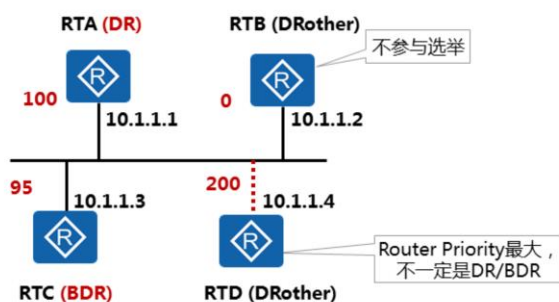 RTA (DR)
RTB (DRother)
不参与选举
R
R
100
0
10.1.1.1
10.1.1.2
95
200
10.1.1.3
10.1.1.4
R
R
Router Priority最大，
不一定是DR/BDR
RTC (BDR)
RTD (DRother)